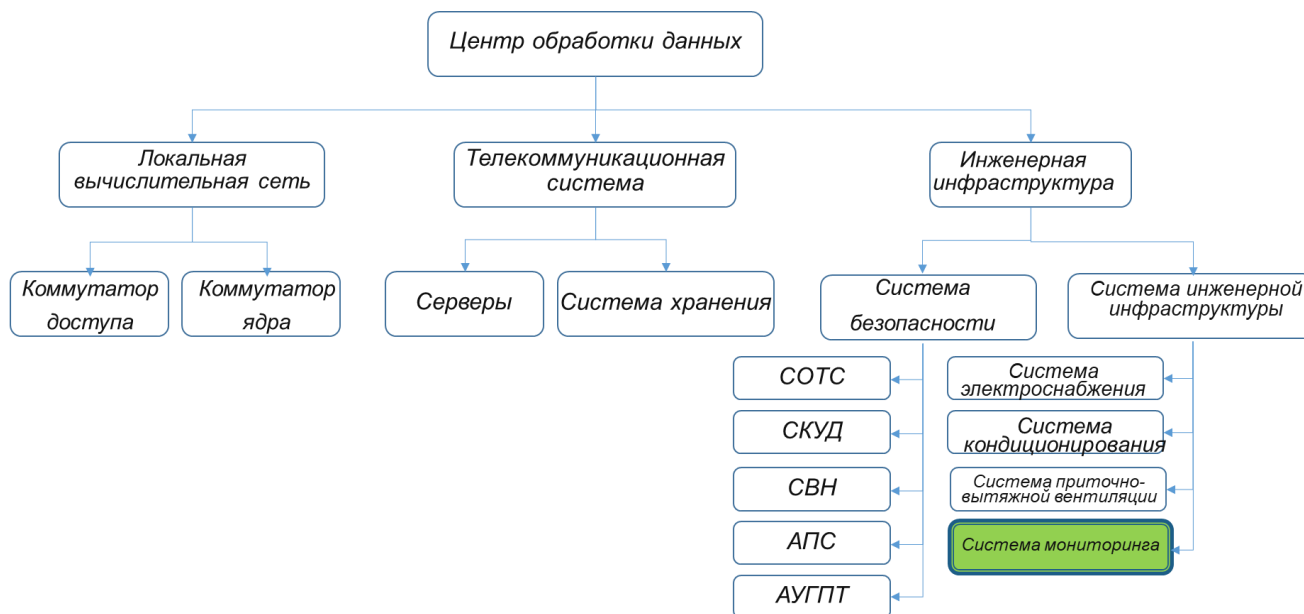 Центр обработки данных
Локальная
вычислительная сеть
Телекоммуникационная
система
Инженерная
инфраструктура
Коммутатор
доступа
Коммутатор
ядра
Серверы
Система хранения
Система
безопасности
Система инженерной
инфраструктуры
СОТС
СКУД
СВН
АПС
АУГПТ
Система
электроснабжения
Система
кондиционирования
Система приточно-
вытяжной вентиляции
Система мониторинга